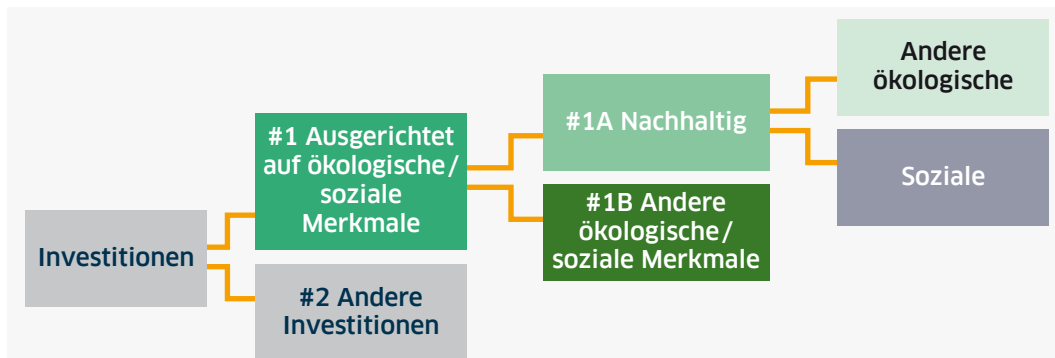 Investitionen
#1 Ausgerichtet
auf ökologische/
soziale
Merkmale
#2 Andere
Investitionen
#1A Nachhaltig
#1B Andere
ökologische/
soziale Merkmale
Andere
ökologische
Soziale